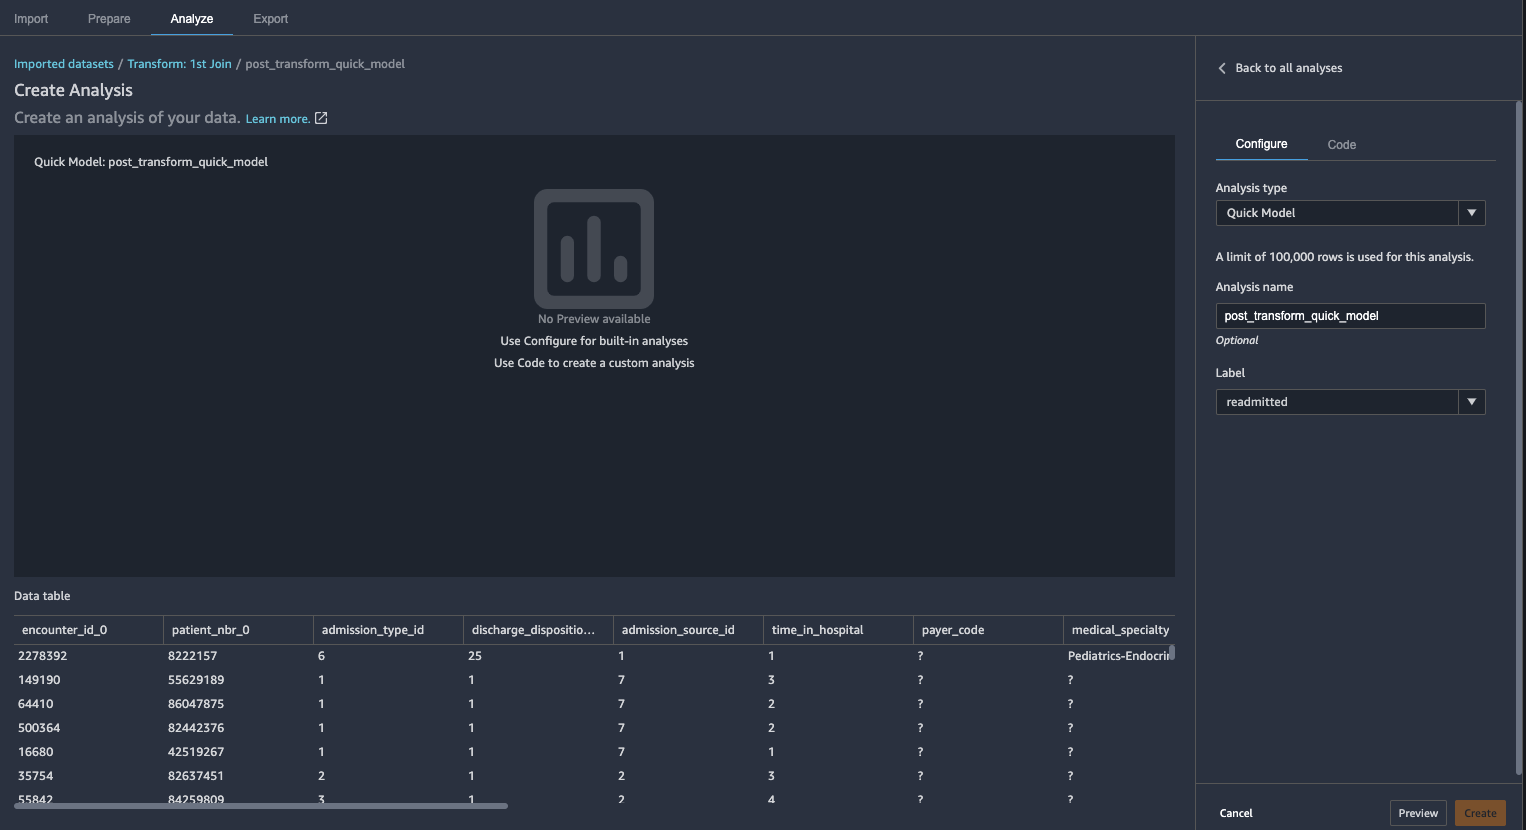 Import Prepare Analyze Export
Imported datasets / Transform: 1st Join / post_transform_quick_model
Create Analysis
Create an analysis of your data. Learn more.
Quick Model: post_transform_quick_model
No Preview available
Use Configure for built-in analyses
Use Code to create a custom analysis
Data table
encounter_id_0 patient_nbr_0 admission_type_id discharge_dispositio... admission_source_id time_in_hospital payer_code medical_specialty
2278392 8222157 6 25 1 1 ? Pediatrics-Endocrin
149190 55629189 1 1 7 3 ? ?
64410 86047875 1 1 7 2 ? ?
500364 82442376 1 1 7 2 ? ?
16680 42519267 1 1 7 1 ? ?
35754 82637451 2 1 2 3 ? ?
55842 84259809 3 1 2 4 ? ?
Back to all analyses
Configure Code
Analysis type
Quick Model
A limit of 100,000 rows is used for this analysis.
Analysis name
post_transform_quick_model
Optional
Label
readmitted
Cancel Preview Create